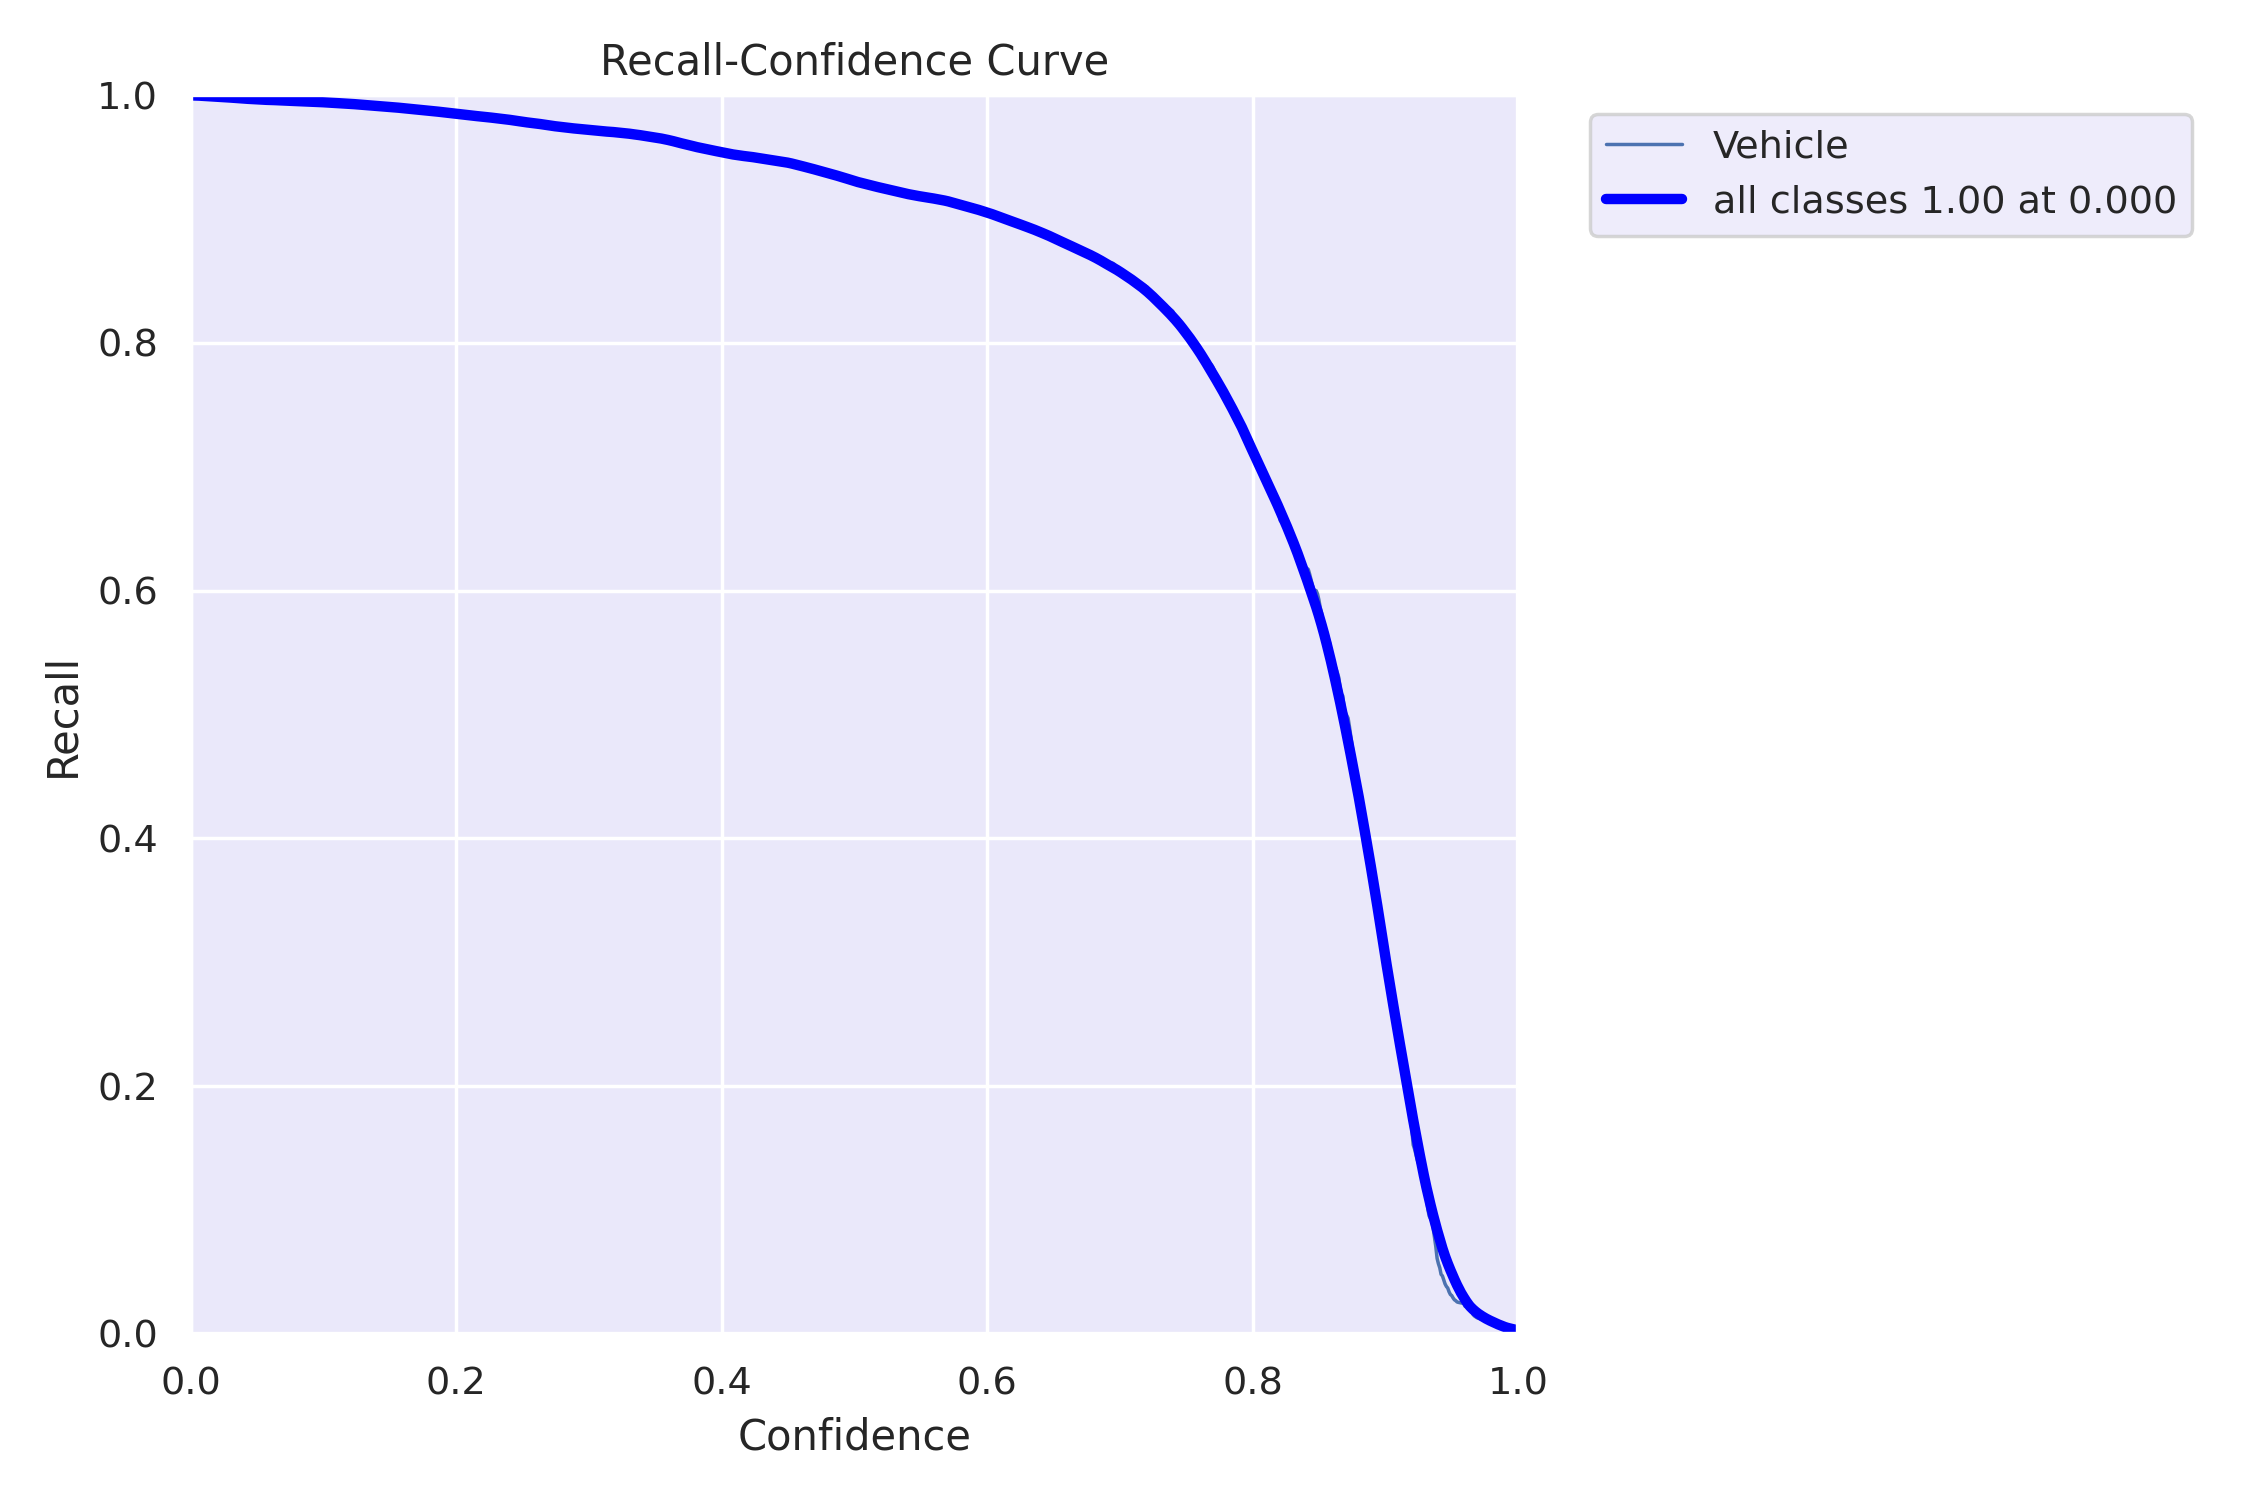 Recall-Confidence Curve
1.0
0.8
0.6
0.4
0.2
0.0
Recall
0.0 0.2 0.4 0.6 0.8 1.0
Confidence
Vehicle
all classes 1.00 at 0.000